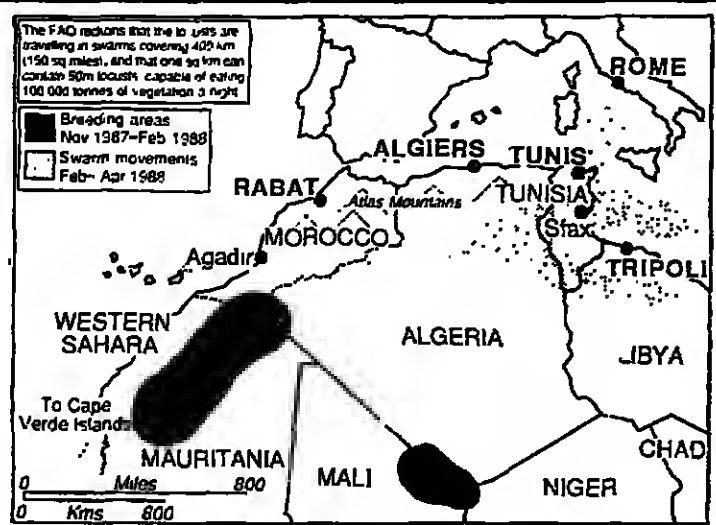 The FAO reckons that the locusts are
travelling in swarms covering 400 km
(150 sq miles), and that one sq km can
contain 50m locusts, capable of eating
100 000 tonnes of vegetation a night
Breeding areas
Nov 1987–Feb 1988
Swarm movements
Feb–Apr 1988
ROME
ALGIERS
TUNIS
RABAT
Atlas Mountains
TUNISIA
MOROCCO
Sfax
Agadir
TRIPOLI
WESTERN
SAHARA
ALGERIA
LIBYA
To Cape
Verde Islands
MAURITANIA
MALI
NIGER
CHAD
0 Miles 800
0 Kms 800